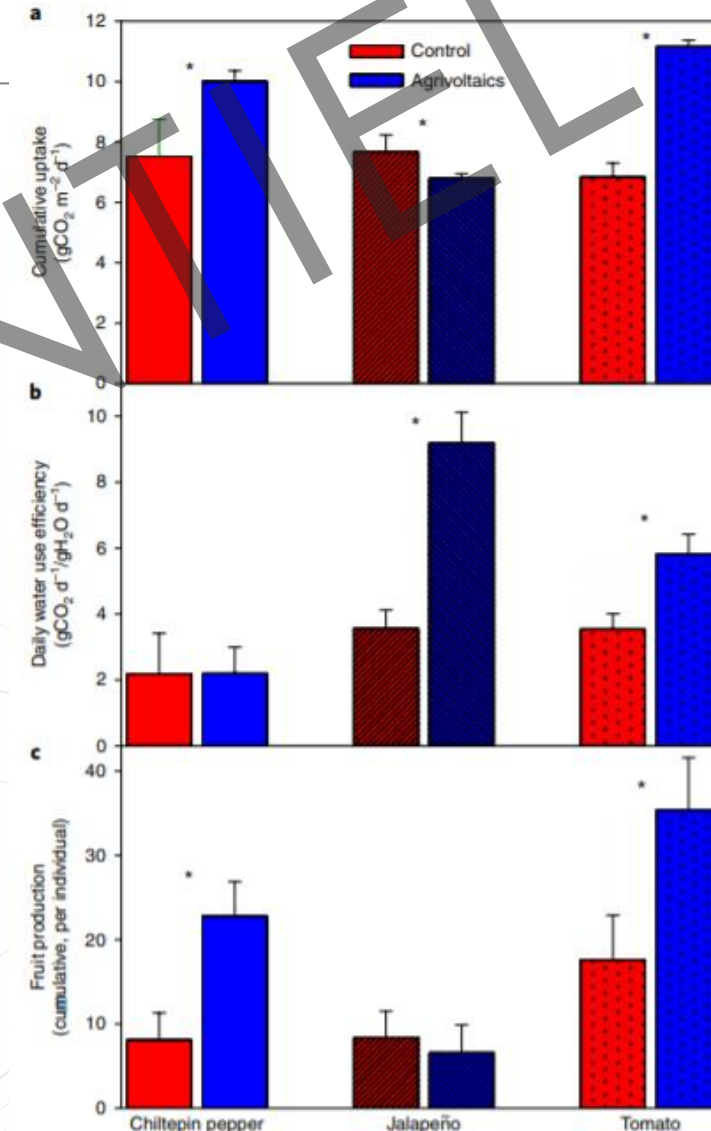 a
12
10
8
6
4
2
0
Cumulative uptake
(gCO2 m−2 d−1)
Control
Agrivoltaics
*
*
*
b
10
8
6
4
2
0
Daily water use efficiency
(gCO2 d−1/gH2O d−1)
*
*
c
40
30
20
10
0
Fruit production
(cumulative, per individual)
*
*
Chiltepin pepper
Jalapeño
Tomato
VTIEL